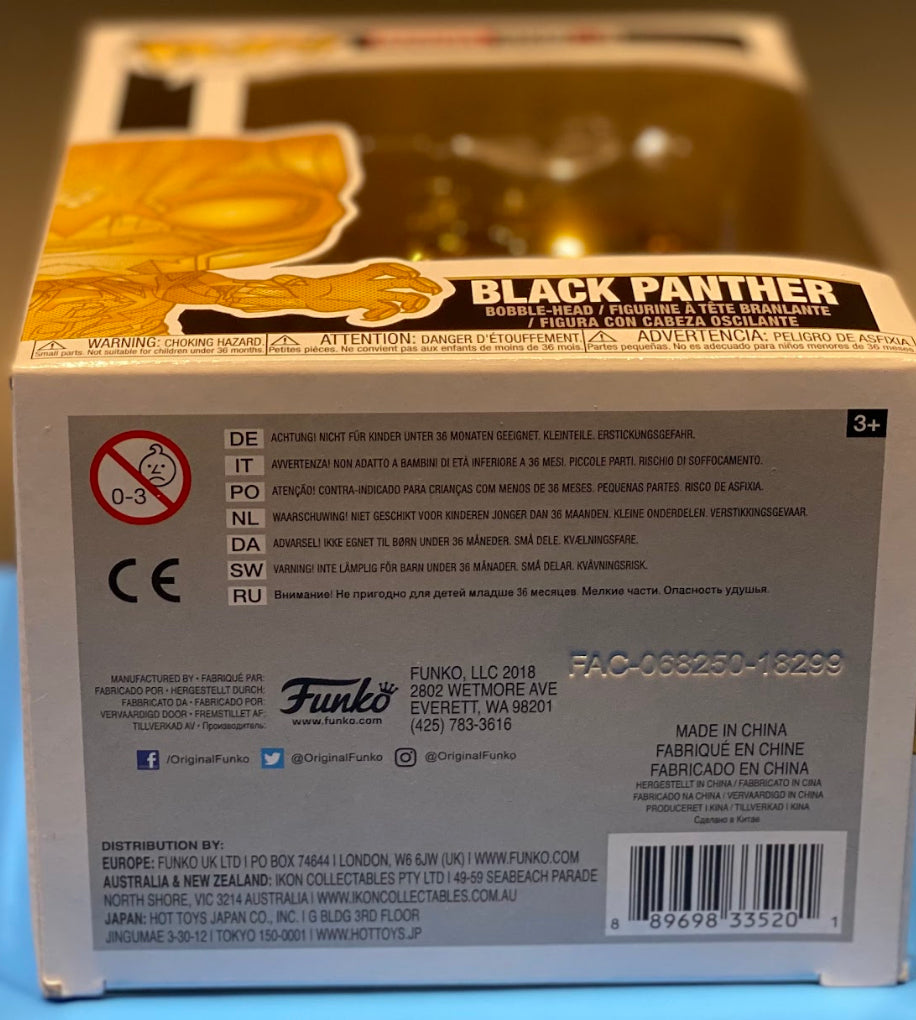 BLACK PANTHER
BOBBLE-HEAD / FIGURINE À TÊTE BRANLANTE
/ FIGURA CON CABEZA OSCILANTE
WARNING: CHOKING HAZARD.
Small parts. Not suitable for children under 36 months.
ATTENTION: DANGER D'ÉTOUFFEMENT.
Petites pièces. Ne convient pas aux enfants de moins de 36 mois.
ADVERTENCIA: PELIGRO DE ASFIXIA
Partes pequeñas. No es adecuado para niños menores de 36 meses.
3+
0-3
DE ACHTUNG! NICHT FÜR KINDER UNTER 36 MONATEN GEEIGNET. KLEINTEILE. ERSTICKUNGSGEFAHR.
IT AVVERTENZA! NON ADATTO A BAMBINI DI ETÀ INFERIORE A 36 MESI. PICCOLE PARTI. RISCHIO DI SOFFOCAMENTO.
PO ATENÇÃO! CONTRA-INDICADO PARA CRIANÇAS COM MENOS DE 36 MESES. PEQUENAS PARTES. RISCO DE ASFIXIA.
NL WAARSCHUWING! NIET GESCHIKT VOOR KINDEREN JONGER DAN 36 MAANDEN. KLEINE ONDERDELEN. VERSTIKKINGSGEVAAR.
DA ADVARSEL! IKKE EGNET TIL BØRN UNDER 36 MÅNEDER. SMÅ DELE. KVÆLNINGSFARE.
SW VARNING! INTE LÄMPLIG FÖR BARN UNDER 36 MÅNADER. SMÅ DELAR. KVÄVNINGSRISK.
RU Внимание! Не пригодно для детей младше 36 месяцев. Мелкие части. Опасность удушья.
CE
MANUFACTURED BY • FABRIQUÉ PAR:
FABRICADO POR • HERGESTELLT DURCH:
FABBRICATO DA • FABRICADO POR:
VERVAARDIGD DOOR • FREMSTILLET AF:
TILLVERKAD AV • Производитель:
Funko
www.funko.com
FUNKO, LLC 2018
2802 WETMORE AVE
EVERETT, WA 98201
(425) 783-3616
FAC-068250-18299
/OriginalFunko @OriginalFunko @OriginalFunko
MADE IN CHINA
FABRIQUÉ EN CHINE
FABRICADO EN CHINA
HERGESTELLT IN CHINA / FABBRICATO IN CINA
FABRICADO NA CHINA / VERVAARDIGD IN CHINA
PRODUCERET I KINA / TILLVERKAD I KINA
Сделано в Китае
DISTRIBUTION BY:
EUROPE: FUNKO UK LTD | PO BOX 74644 | LONDON, W6 6JW (UK) | WWW.FUNKO.COM
AUSTRALIA & NEW ZEALAND: IKON COLLECTABLES PTY LTD | 49-59 SEABEACH PARADE
NORTH SHORE, VIC 3214 AUSTRALIA | WWW.IKONCOLLECTABLES.COM.AU
JAPAN: HOT TOYS JAPAN CO., INC. | G BLDG 3RD FLOOR
JINGUMAE 3-30-12 | TOKYO 150-0001 | WWW.HOTTOYS.JP
8 89698 33520 1